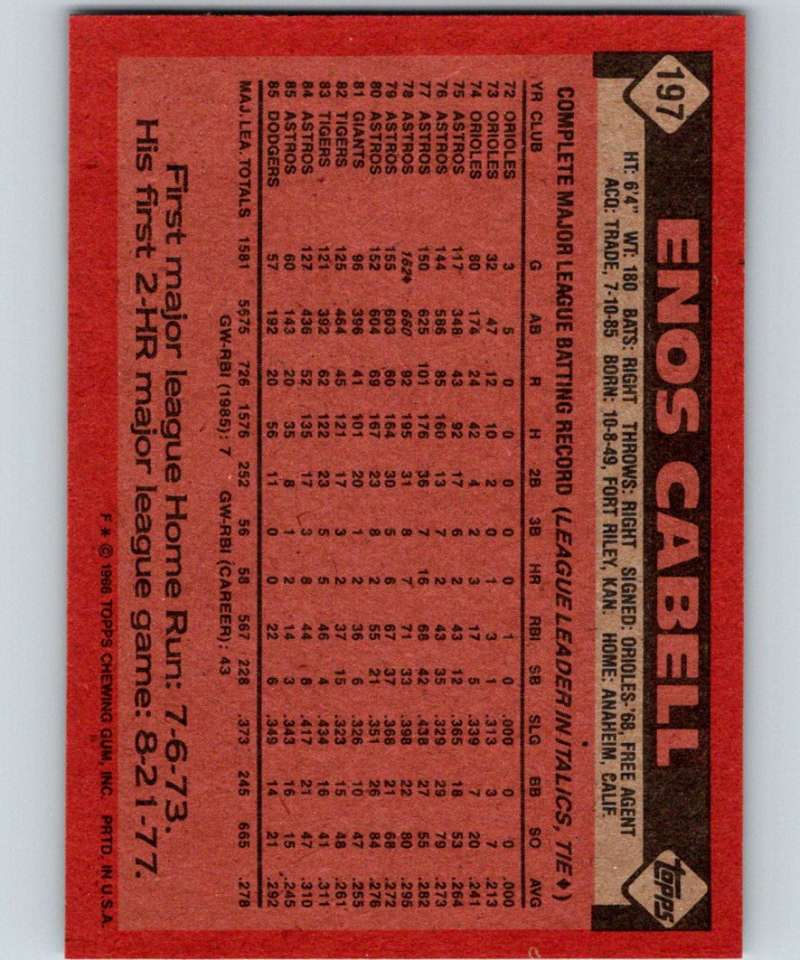 197
ENOS CABELL
TOPPS
HT: 6'4" WT: 180 BATS: RIGHT THROWS: RIGHT SIGNED: ORIOLES-'68, FREE AGENT
ACQ: TRADE, 7-10-85 BORN: 10-8-49, FORT RILEY, KAN. HOME: ANAHEIM, CALIF.
COMPLETE MAJOR LEAGUE BATTING RECORD (LEAGUE LEADER IN ITALICS, TIE♦)
YR CLUB G AB R H 2B 3B HR RBI SB SLG BB SO AVG
72 ORIOLES 3 5 0 0 0 0 0 1 0 .000 0 0 .000
73 ORIOLES 32 47 12 10 2 0 1 3 1 .313 3 7 .213
74 ORIOLES 80 174 24 42 4 2 3 17 5 .339 7 20 .241
75 ASTROS 117 348 43 92 17 6 2 43 12 .365 18 53 .264
76 ASTROS 144 586 85 160 13 7 2 43 35 .329 29 79 .273
77 ASTROS 150 625 101 176 36 7 16 68 42 .438 27 55 .282
78 ASTROS 162♦ 660 92 195 31 8 7 71 33 .398 22 80 .295
79 ASTROS 155 603 60 164 30 5 6 67 37 .368 21 68 .272
80 ASTROS 152 604 69 167 23 8 2 55 21 .351 26 84 .276
81 GIANTS 96 396 41 101 20 1 2 36 6 .326 10 47 .255
82 TIGERS 125 464 45 121 17 3 2 37 15 .323 15 48 .261
83 TIGERS 121 392 62 122 23 5 5 46 4 .434 16 41 .311
84 ASTROS 127 436 52 135 17 3 8 44 8 .417 21 47 .310
85 ASTROS 60 143 20 35 8 1 2 14 3 .343 16 15 .245
85 DODGERS 57 192 20 56 11 0 0 22 6 .349 14 21 .292
MAJ. LEA. TOTALS 1581 5675 726 1576 252 56 58 567 228 .373 245 665 .278
GW-RBI (1985): 7 GW-RBI (CAREER): 43
First major league Home Run: 7-6-73.
His first 2-HR major league game: 8-21-77.
F * © 1986 TOPPS CHEWING GUM, INC. PRTD. IN U.S.A.